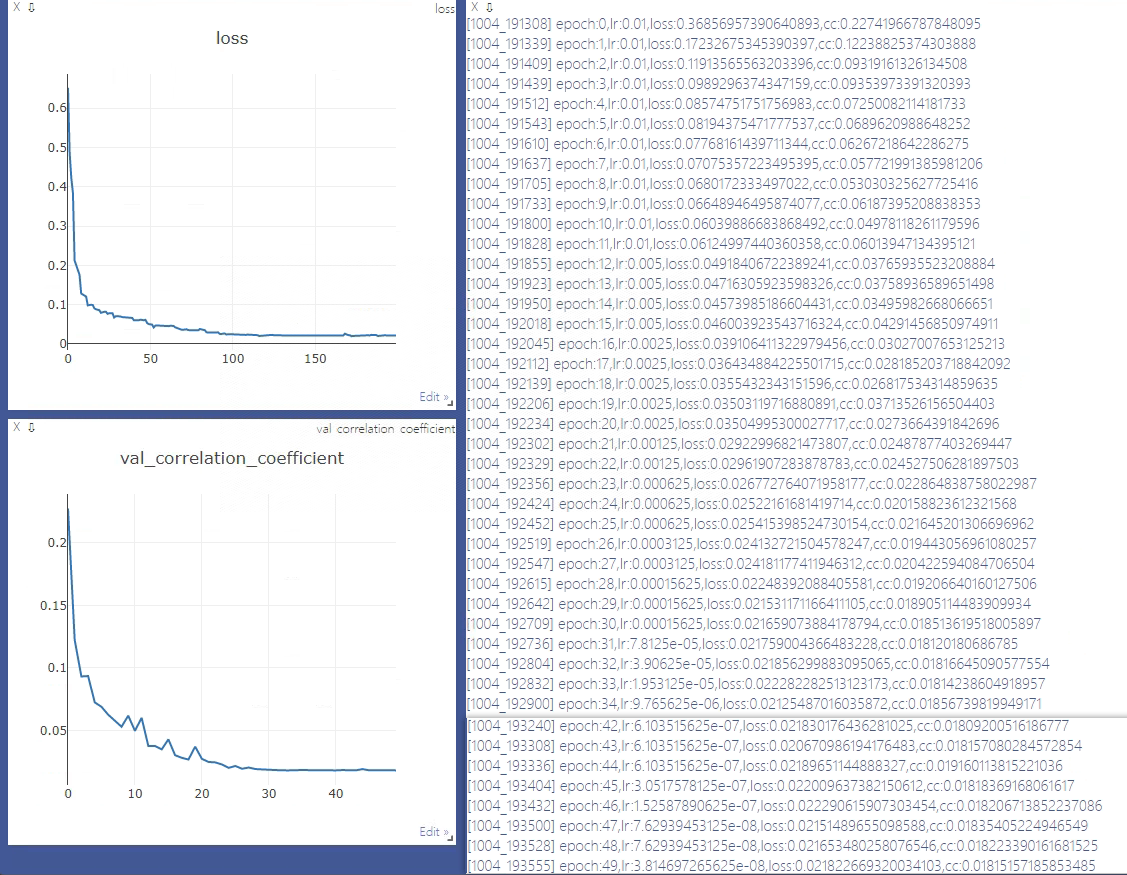 X ⇩ loss
loss
0.6
0.5
0.4
0.3
0.2
0.1
0
0 50 100 150
Edit »
X ⇩ val correlation coefficient
val_correlation_coefficient
0.2
0.15
0.1
0.05
0 10 20 30 40
Edit »
X ⇩
[1004_191308] epoch:0,lr:0.01,loss:0.36856957390640893,cc:0.22741966787848095
[1004_191339] epoch:1,lr:0.01,loss:0.17232675345390397,cc:0.12238825374303888
[1004_191409] epoch:2,lr:0.01,loss:0.11913565563203396,cc:0.09319161326134508
[1004_191439] epoch:3,lr:0.01,loss:0.0989296374347159,cc:0.09353973391320393
[1004_191512] epoch:4,lr:0.01,loss:0.08574751751756983,cc:0.07250082114181733
[1004_191543] epoch:5,lr:0.01,loss:0.08194375471777537,cc:0.0689620988648252
[1004_191610] epoch:6,lr:0.01,loss:0.07768161439711344,cc:0.06267218642286275
[1004_191637] epoch:7,lr:0.01,loss:0.07075357223495395,cc:0.057721991385981206
[1004_191705] epoch:8,lr:0.01,loss:0.0680172333497022,cc:0.053030325627725416
[1004_191733] epoch:9,lr:0.01,loss:0.06648946495874077,cc:0.06187395208838353
[1004_191800] epoch:10,lr:0.01,loss:0.06039886683868492,cc:0.04978118261179596
[1004_191828] epoch:11,lr:0.01,loss:0.06124997440360358,cc:0.06013947134395121
[1004_191855] epoch:12,lr:0.005,loss:0.04918406722389241,cc:0.03765935523208884
[1004_191923] epoch:13,lr:0.005,loss:0.04716305923598326,cc:0.03758936589651498
[1004_191950] epoch:14,lr:0.005,loss:0.04573985186604431,cc:0.03495982668066651
[1004_192018] epoch:15,lr:0.005,loss:0.046003923543716324,cc:0.04291456850974911
[1004_192045] epoch:16,lr:0.0025,loss:0.039106411322979456,cc:0.03027007653125213
[1004_192112] epoch:17,lr:0.0025,loss:0.036434884225501715,cc:0.028185203718842092
[1004_192139] epoch:18,lr:0.0025,loss:0.0355432343151596,cc:0.026817534314859635
[1004_192206] epoch:19,lr:0.0025,loss:0.03503119716880891,cc:0.03713526156504403
[1004_192234] epoch:20,lr:0.0025,loss:0.03504995300027717,cc:0.0273664391842696
[1004_192302] epoch:21,lr:0.00125,loss:0.02922996821473807,cc:0.02487877403269447
[1004_192329] epoch:22,lr:0.00125,loss:0.02961907283878783,cc:0.024527506281897503
[1004_192356] epoch:23,lr:0.000625,loss:0.026772764071958177,cc:0.022864838758022987
[1004_192424] epoch:24,lr:0.000625,loss:0.02522161681419714,cc:0.020158823612321568
[1004_192452] epoch:25,lr:0.000625,loss:0.025415398524730154,cc:0.021645201306696962
[1004_192519] epoch:26,lr:0.0003125,loss:0.024132721504578247,cc:0.019443056961080257
[1004_192547] epoch:27,lr:0.0003125,loss:0.024181177411946312,cc:0.020422594084706504
[1004_192615] epoch:28,lr:0.00015625,loss:0.02248392088405581,cc:0.019206640160127506
[1004_192642] epoch:29,lr:0.00015625,loss:0.021531171166411105,cc:0.018905114483909934
[1004_192709] epoch:30,lr:0.00015625,loss:0.021659073884178794,cc:0.018513619518005897
[1004_192736] epoch:31,lr:7.8125e-05,loss:0.021759004366483228,cc:0.018120180686785
[1004_192804] epoch:32,lr:3.90625e-05,loss:0.021856299883095065,cc:0.01816645090577554
[1004_192832] epoch:33,lr:1.953125e-05,loss:0.022282282513123173,cc:0.01814238604918957
[1004_192900] epoch:34,lr:9.765625e-06,loss:0.02125487016035872,cc:0.01856739819949171
[1004_193240] epoch:42,lr:6.103515625e-07,loss:0.021830176436281025,cc:0.01809200516186777
[1004_193308] epoch:43,lr:6.103515625e-07,loss:0.020670986194176483,cc:0.018157080284572854
[1004_193336] epoch:44,lr:6.103515625e-07,loss:0.02189651144888327,cc:0.019160113815221036
[1004_193404] epoch:45,lr:3.0517578125e-07,loss:0.022009637382150612,cc:0.01818369168061617
[1004_193432] epoch:46,lr:1.52587890625e-07,loss:0.022290615907303454,cc:0.018206713852237086
[1004_193500] epoch:47,lr:7.62939453125e-08,loss:0.02151489655098588,cc:0.01835405224946549
[1004_193528] epoch:48,lr:7.62939453125e-08,loss:0.021653480258076546,cc:0.018223390161681525
[1004_193555] epoch:49,lr:3.814697265625e-08,loss:0.021822669320034103,cc:0.01815157185853485